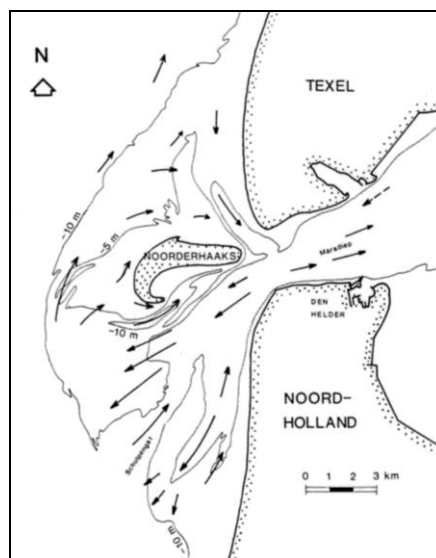 N
TEXEL
-10 m
-5 m
NOORDERHAAKS
Marsdiep
-10 m
DEN
HELDER
NOORD-
HOLLAND
Schulpengat
0 1 2 3 km
-10 m